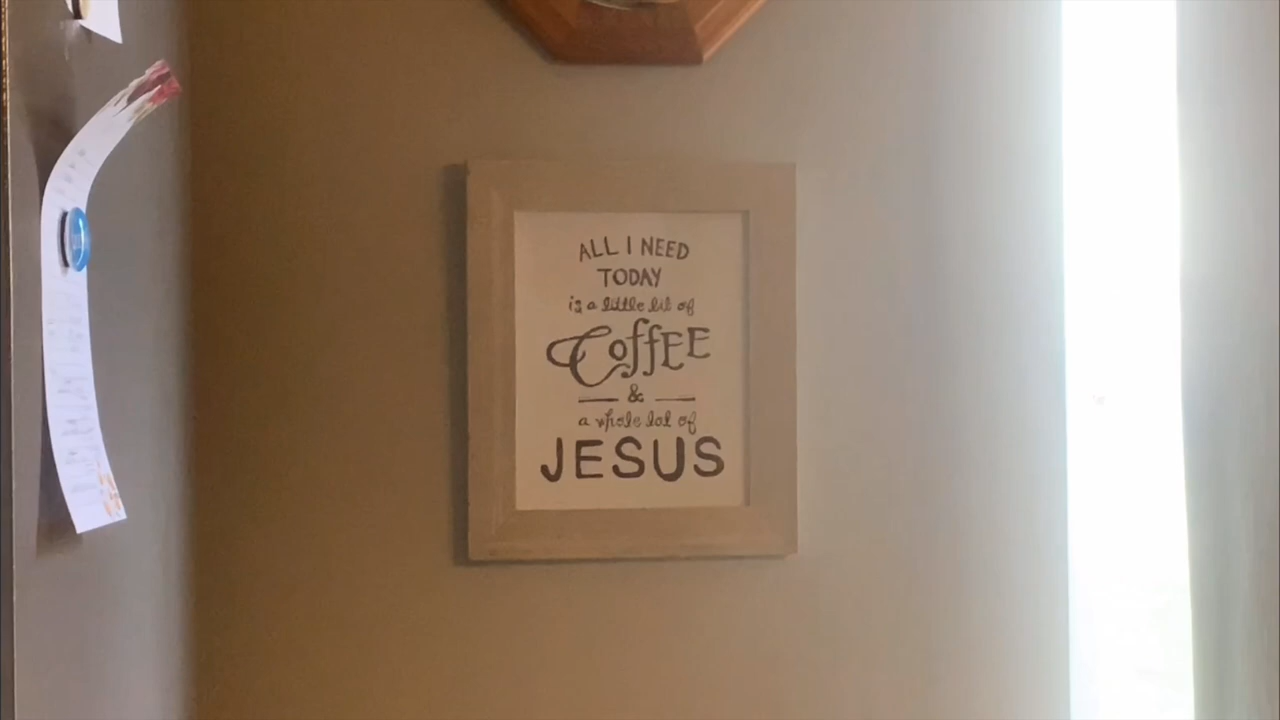 ALL I NEED
TODAY
is a little bit of
COFFEE
&
a whole lot of
JESUS